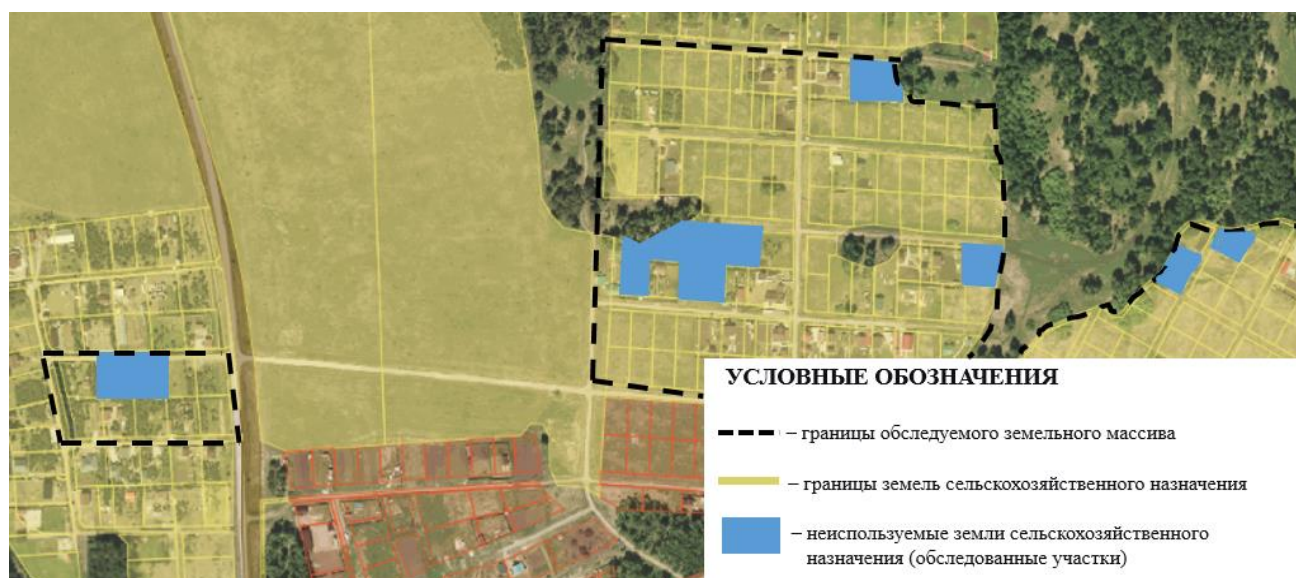 УСЛОВНЫЕ ОБОЗНАЧЕНИЯ
– границы обследуемого земельного массива
– границы земель сельскохозяйственного назначения
– неиспользуемые земли сельскохозяйственного
назначения (обследованные участки)